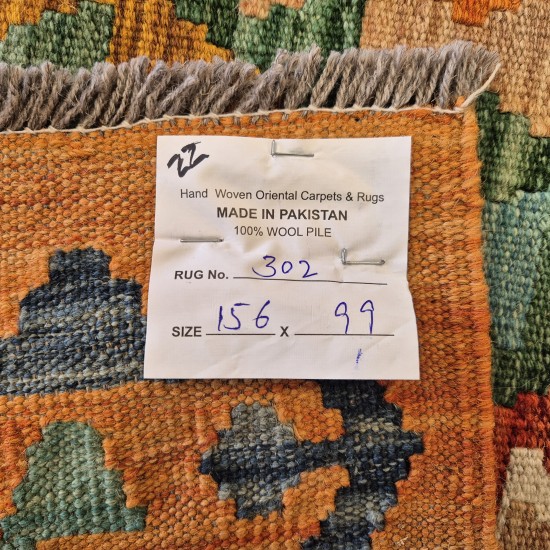 Hand Woven Oriental Carpets & Rugs
MADE IN PAKISTAN
100% WOOL PILE
RUG No. 302
SIZE 156 X 99